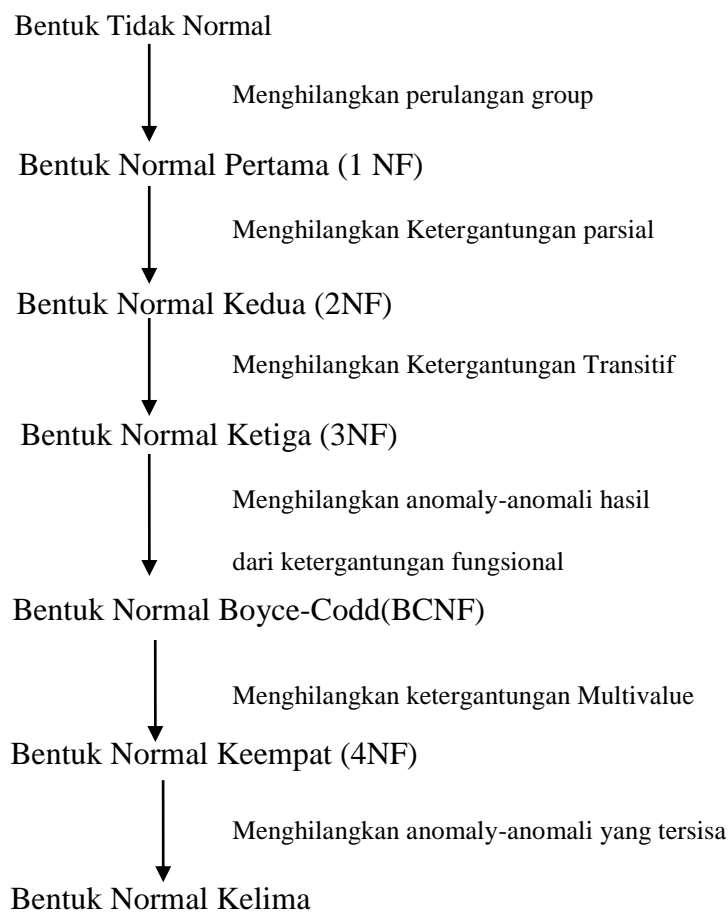 Bentuk Tidak Normal
Menghilangkan perulangan group
Bentuk Normal Pertama (1 NF)
Menghilangkan Ketergantungan parsial
Bentuk Normal Kedua (2NF)
Menghilangkan Ketergantungan Transitif
Bentuk Normal Ketiga (3NF)
Menghilangkan anomaly-anomali hasil
dari ketergantungan fungsional
Bentuk Normal Boyce-Codd(BCNF)
Menghilangkan ketergantungan Multivalue
Bentuk Normal Keempat (4NF)
Menghilangkan anomaly-anomali yang tersisa
Bentuk Normal Kelima